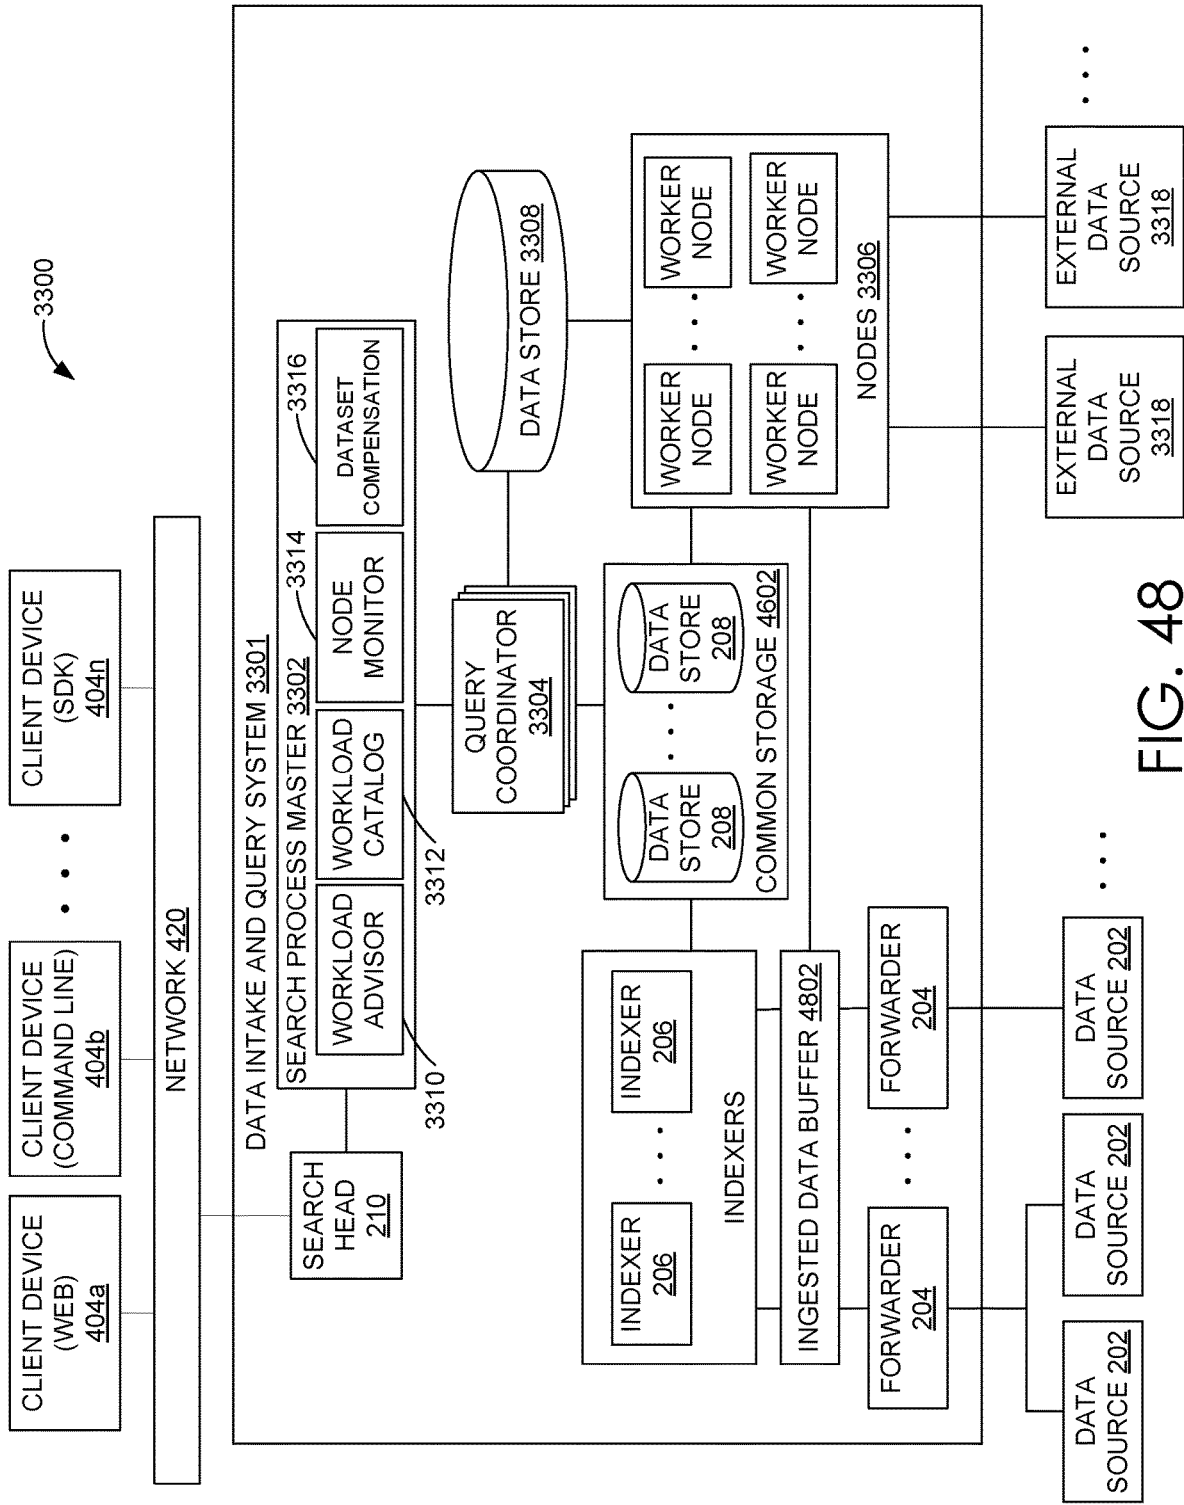 3300
CLIENT DEVICE
(WEB)
404a
CLIENT DEVICE
(COMMAND LINE)
404b
CLIENT DEVICE
(SDK)
404n
NETWORK 420
DATA INTAKE AND QUERY SYSTEM 3301
SEARCH PROCESS MASTER 3302
3314
3316
WORKLOAD
ADVISOR
WORKLOAD
CATALOG
NODE
MONITOR
DATASET
COMPENSATION
3310
3312
SEARCH
HEAD
210
QUERY
COORDINATOR
3304
DATA STORE 3308
INDEXER
206
INDEXER
206
INDEXERS
DATA
STORE
208
DATA
STORE
208
COMMON STORAGE 4602
WORKER
NODE
WORKER
NODE
WORKER
NODE
WORKER
NODE
NODES 3306
INGESTED DATA BUFFER 4802
FORWARDER
204
FORWARDER
204
DATA
SOURCE 202
DATA
SOURCE 202
DATA
SOURCE 202
EXTERNAL
DATA
SOURCE
3318
EXTERNAL
DATA
SOURCE
3318
FIG. 48